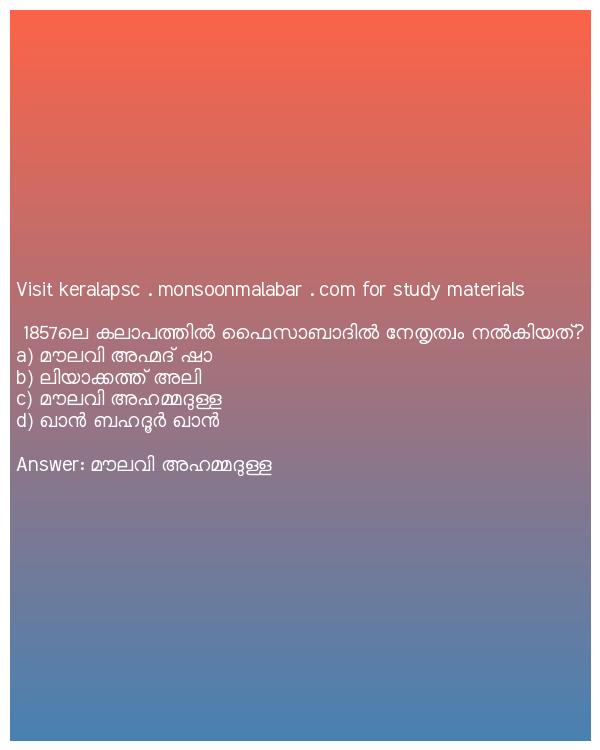 Visit keralapsc . monsoonmalabar . com for study materials
1857ലെ കലാപത്തിൽ ഫൈസാബാദിൽ നേതൃത്വം നൽകിയത്?
a) മൗലവി അഹ്മദ് ഷാ
b) ലിയാക്കത്ത് അലി
c) മൗലവി അഹമ്മദുള്ള
d) ഖാൻ ബഹദൂർ ഖാൻ
Answer: മൗലവി അഹമ്മദുള്ള